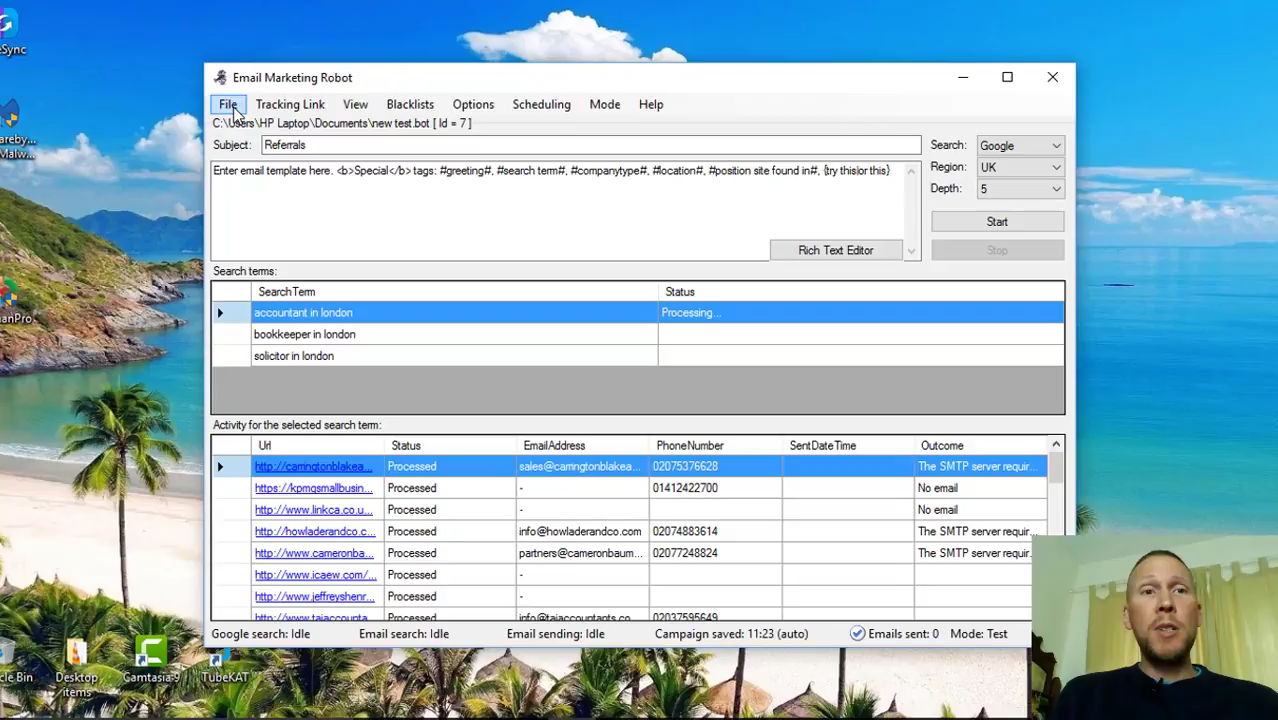 eSync
Email Marketing Robot
File Tracking Link View Blacklists Options Scheduling Mode Help
C:\Users\HP Laptop\Documents\new test.bot [ Id = 7 ]
Subject: Referrals Search: Google
areby...
Malw...
Enter email template here. <b>Special</b> tags: #greeting#, #search term#, #companytype#, #location#, #position site found in#, {try this|or this} Region: UK
Depth: 5
Start
Rich Text Editor Stop
Search terms:
SearchTerm Status
anPro
accountant in london Processing...
bookkeeper in london
solicitor in london
Activity for the selected search term:
Url Status EmailAddress PhoneNumber SentDateTime Outcome
http://carringtonblakea... Processed sales@carringtonblakea... 02075376628 The SMTP server requir...
https://kpmgsmallbusin... Processed - 01412422700 No email
http://www.linkca.co.u... Processed - No email
http://howladerandco.c... Processed info@howladerandco.com 02074883614 The SMTP server requir...
http://www.cameronba... Processed partners@cameronbaum... 02077248824 The SMTP server requir...
http://www.icaew.com/... Processed -
http://www.jeffreyshenr... Processed -
http://www.tajaccounta... Processed info@tajaccountants.co... 02037595649
Google search: Idle Email search: Idle Email sending: Idle Campaign saved: 11:23 (auto) Emails sent: 0 Mode: Test
cle Bin Desktop items Camtasia 9 TubeKAT